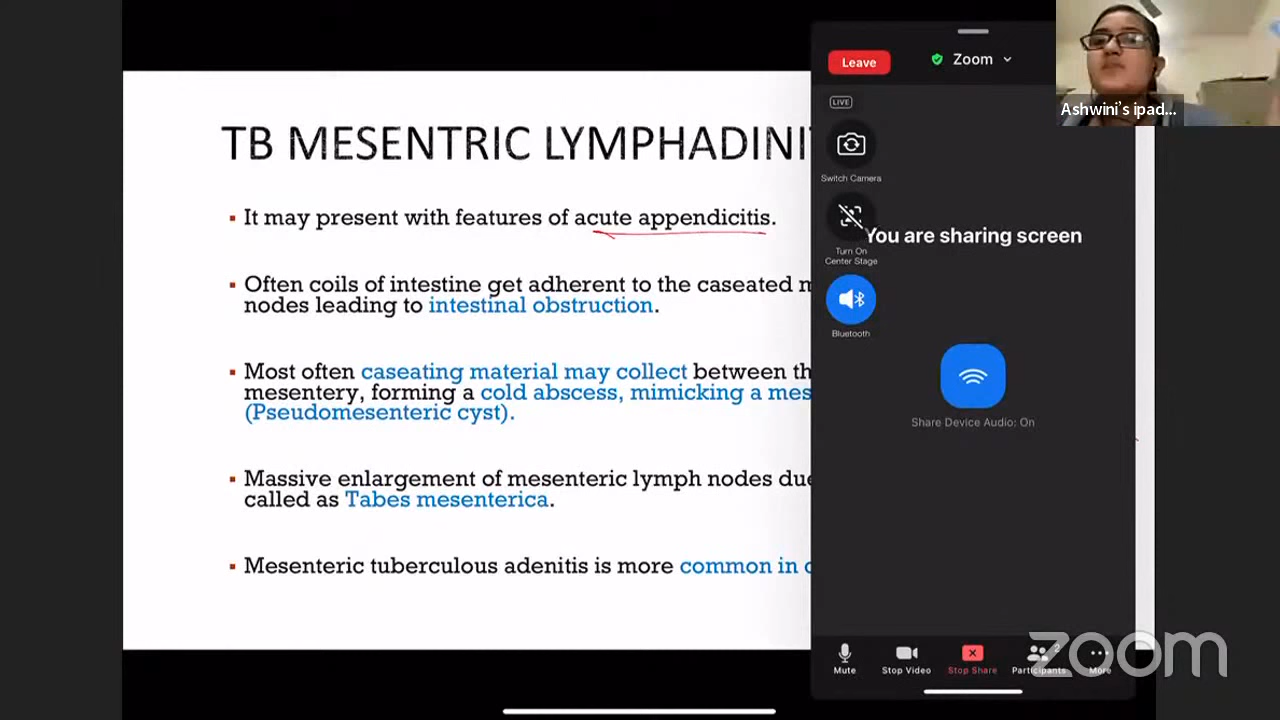 TB MESENTRIC LYMPHADINI
It may present with features of acute appendicitis.
Often coils of intestine get adherent to the caseated
nodes leading to intestinal obstruction.
Most often caseating material may collect between
mesentery, forming a cold abscess, mimicking a
(Pseudomesenteric cyst).
Massive enlargement of mesenteric lymph nodes
called as Tabes mesenterica.
Mesenteric tuberculous adenitis is more common in
Leave
Zoom
LIVE
Switch Camera
You are sharing screen
Turn On
Center Stage
Bluetooth
Share Device Audio: On
Mute
Stop Video
Stop Share
Participants
2
More
Ashwini's ipad...
zoom